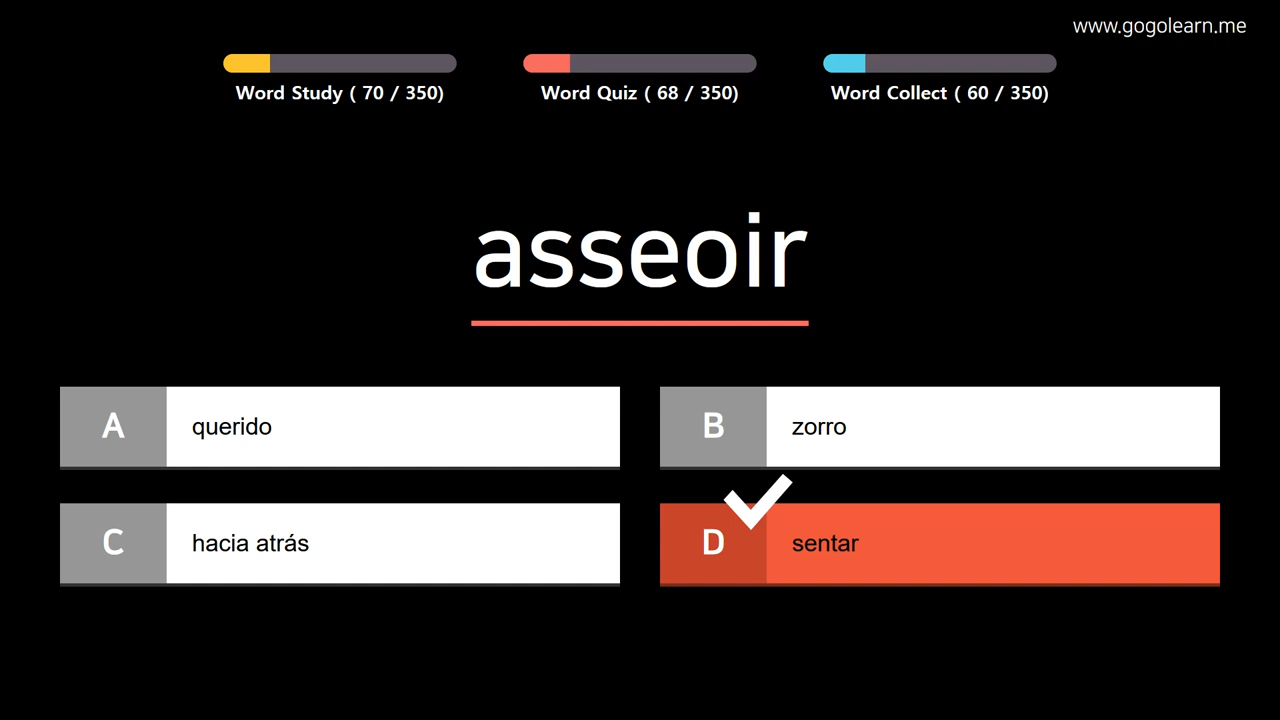 www.gogolearn.me
Word Study ( 70 / 350)
Word Quiz ( 68 / 350)
Word Collect ( 60 / 350)
asseoir
A querido
B zorro
C hacia atrás
D sentar